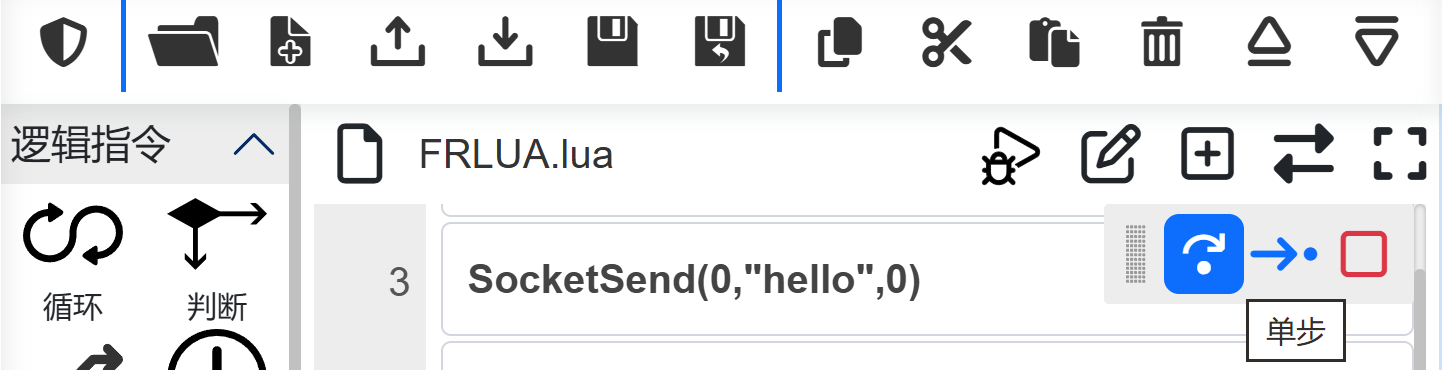 逻辑指令
FRLUA.lua
循环
判断
3
SocketSend(0,"hello",0)
单步